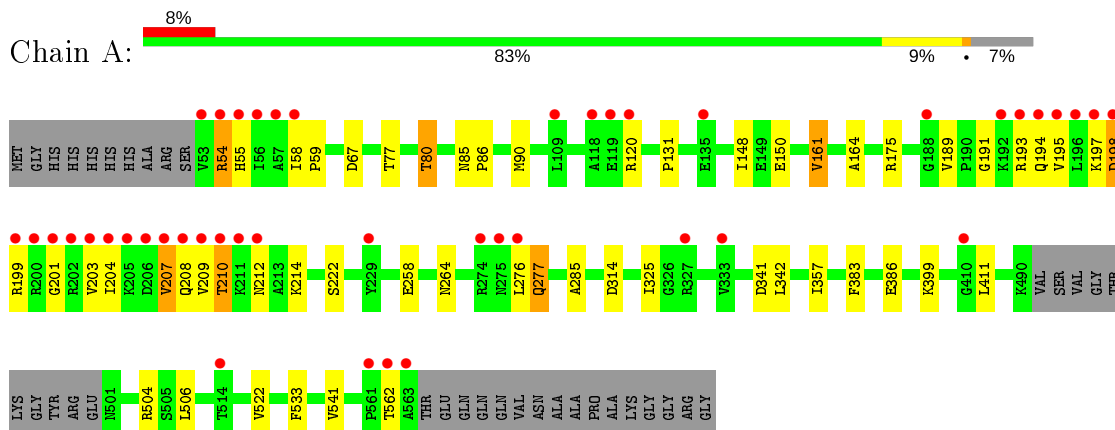 8%
Chain A: 83% 9% • 7%
MET GLY HIS HIS HIS HIS HIS HIS ALA ARG SER V53 R54 H55 I56 A57 I58 P59 D67 T77 T80 N85 P86 M90 L109 A118 E119 R120 P131 E135 I148 E149 E150 V161 A164 R175 G188 V189 P190 G191 K192 R193 Q194 V195 L196 K197 D198
R199 R200 G201 R202 V203 I204 K205 D206 V207 Q208 V209 T210 K211 N212 A213 K214 S222 Y229 E258 N264 R274 N275 L276 Q277 A285 D314 I325 G326 R327 V333 D341 L342 I357 F383 E386 K399 G410 L411 K490 VAL SER VAL GLY THR
LYS GLY TYR ARG GLU N501 R504 S505 L506 T514 V522 F533 V541 P561 T562 A563 THR GLU GLN GLN GLN VAL ASN ALA ALA PRO ALA LYS GLY GLY ARG GLY